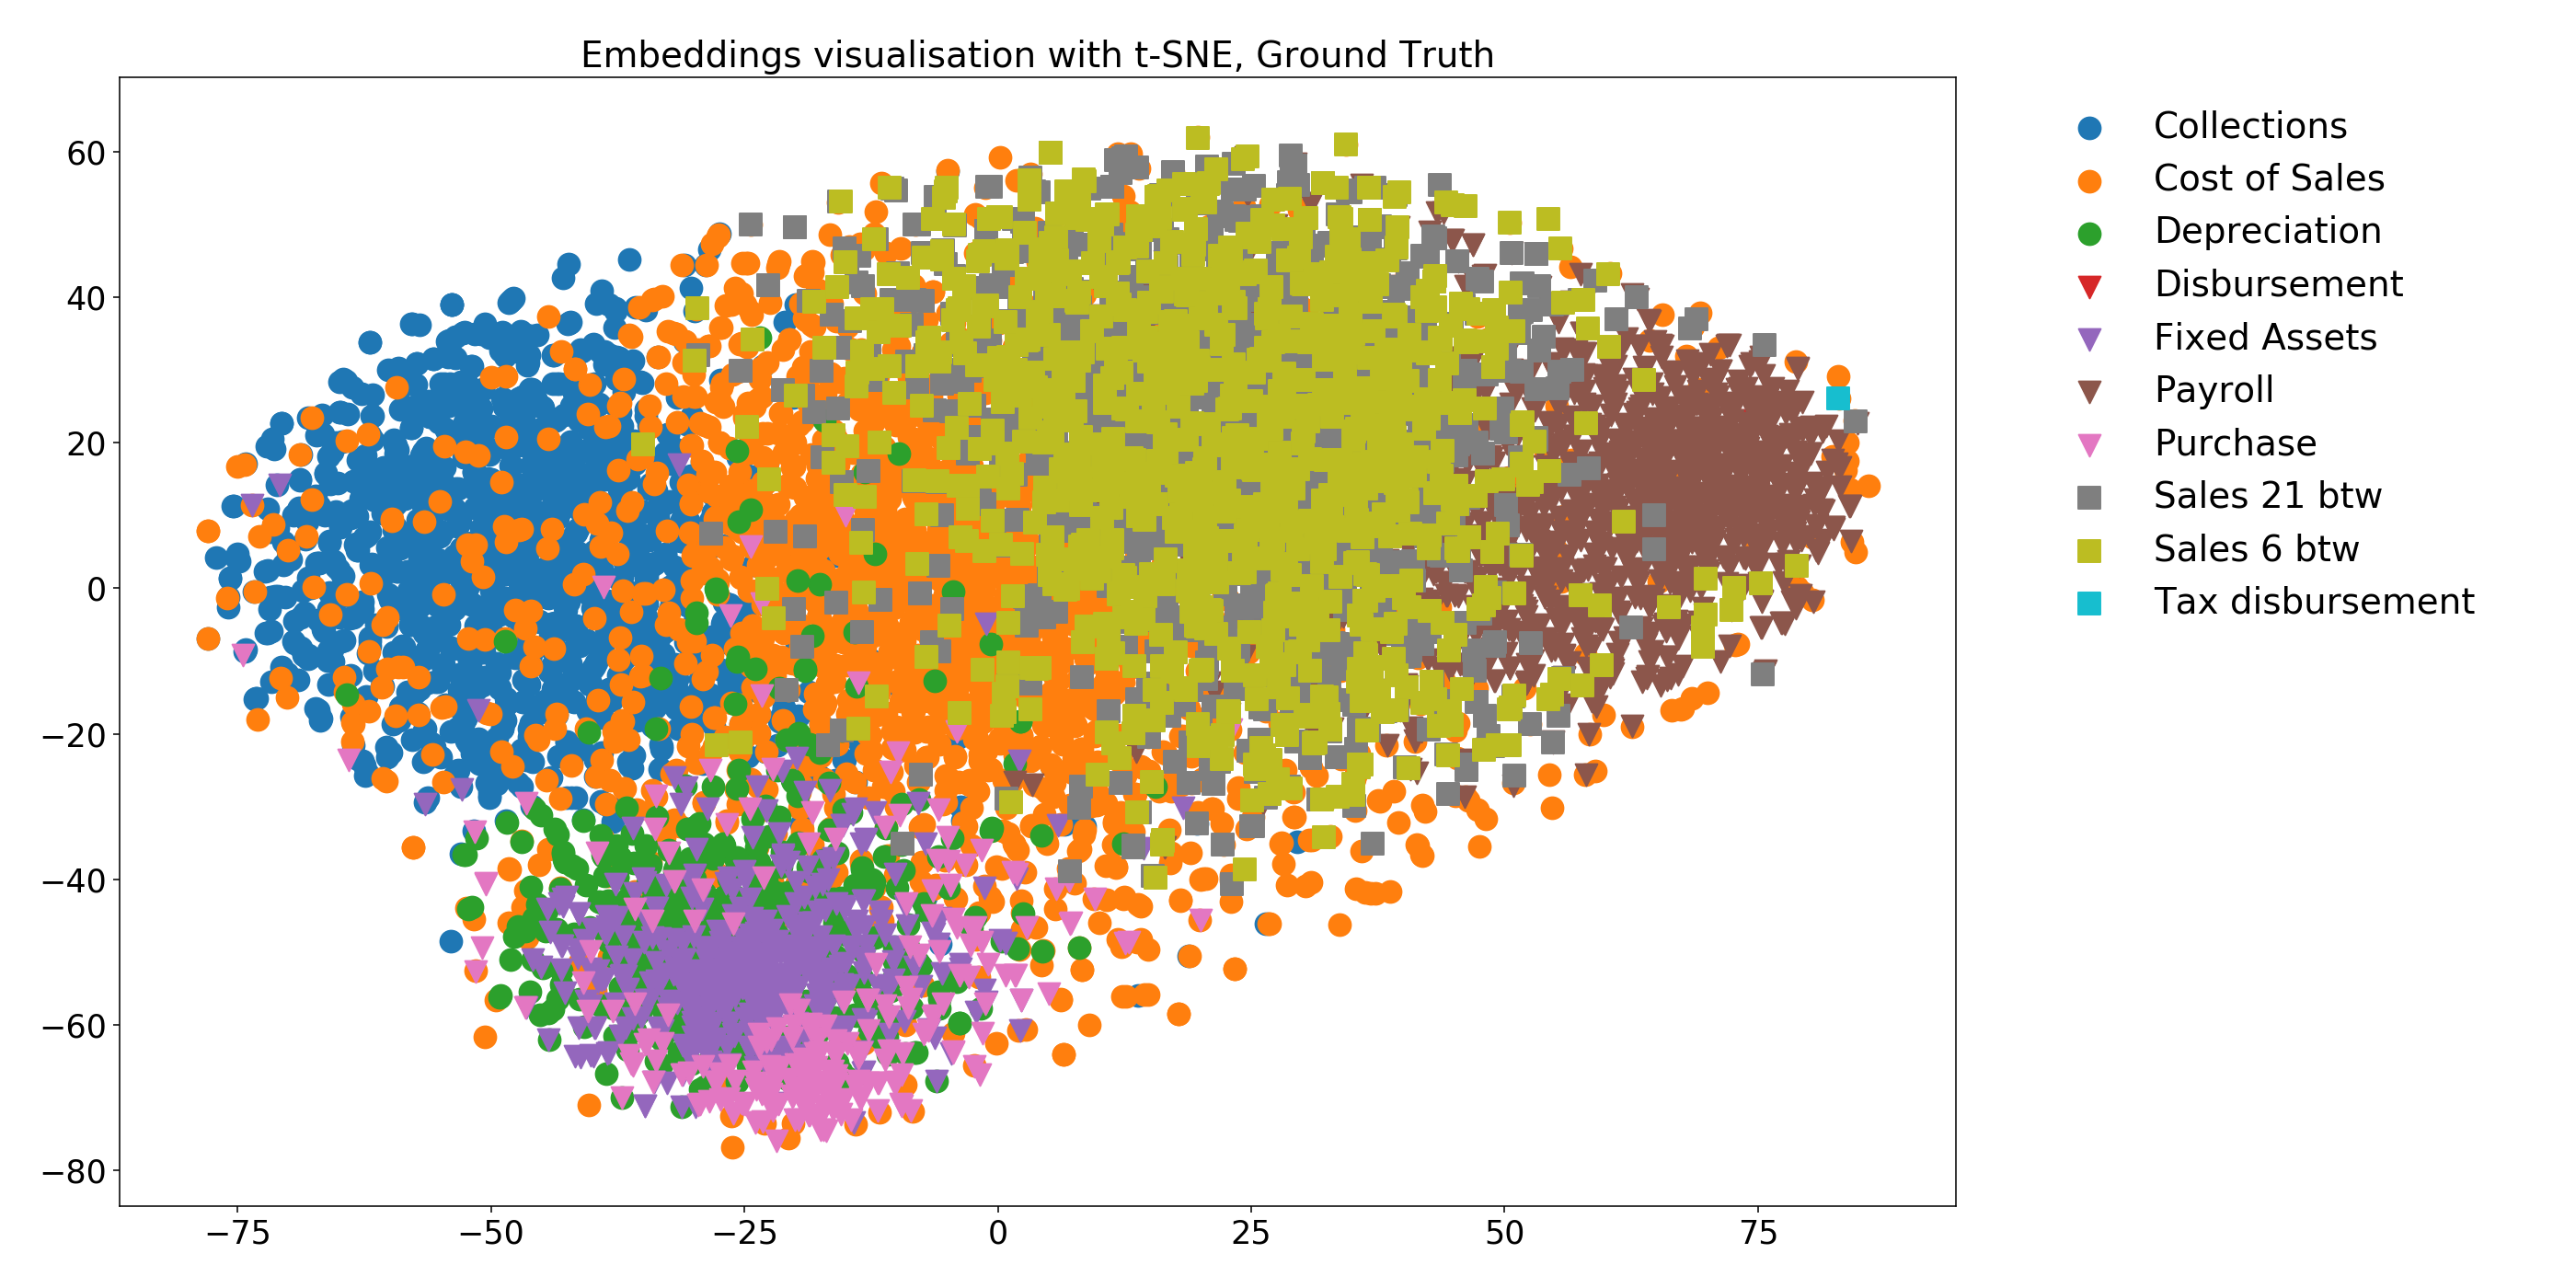 Embeddings visualisation with t-SNE, Ground Truth
60
40
20
0
−20
−40
−60
−80
−75
−50
−25
0
25
50
75
Collections
Cost of Sales
Depreciation
Disbursement
Fixed Assets
Payroll
Purchase
Sales 21 btw
Sales 6 btw
Tax disbursement